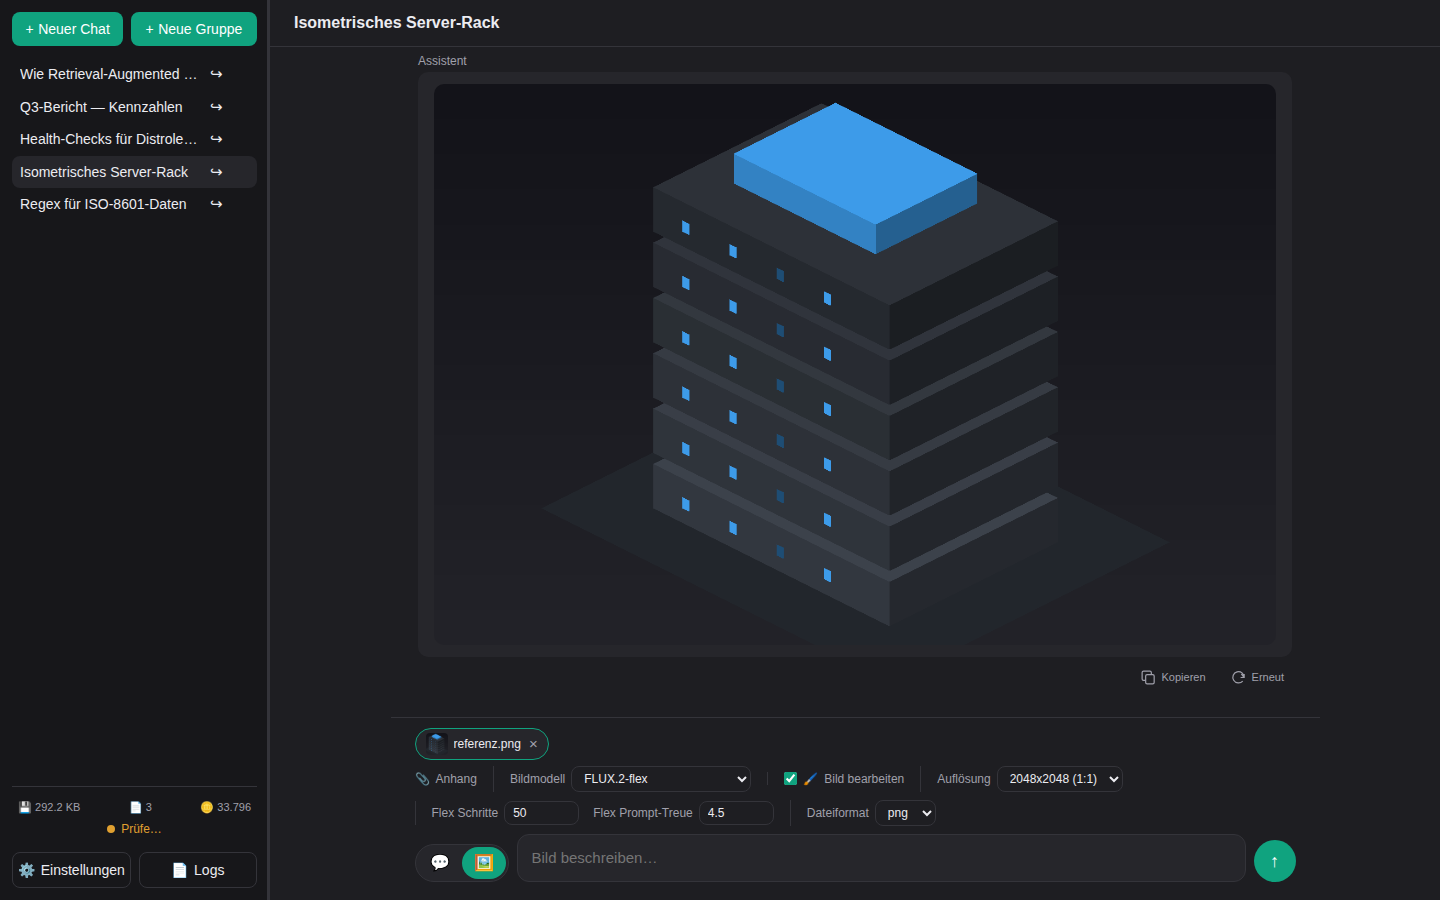 + Neuer Chat
+ Neue Gruppe
Wie Retrieval-Augmented …
Q3-Bericht — Kennzahlen
Health-Checks für Distrole…
Isometrisches Server-Rack
Regex für ISO-8601-Daten
292.2 KB
3
33.796
Prüfe…
Einstellungen
Logs
Isometrisches Server-Rack
Assistent
Kopieren
Erneut
referenz.png ×
Anhang
Bildmodell
FLUX.2-flex
Bild bearbeiten
Auflösung
2048x2048 (1:1)
Flex Schritte
50
Flex Prompt-Treue
4.5
Dateiformat
png
Bild beschreiben…